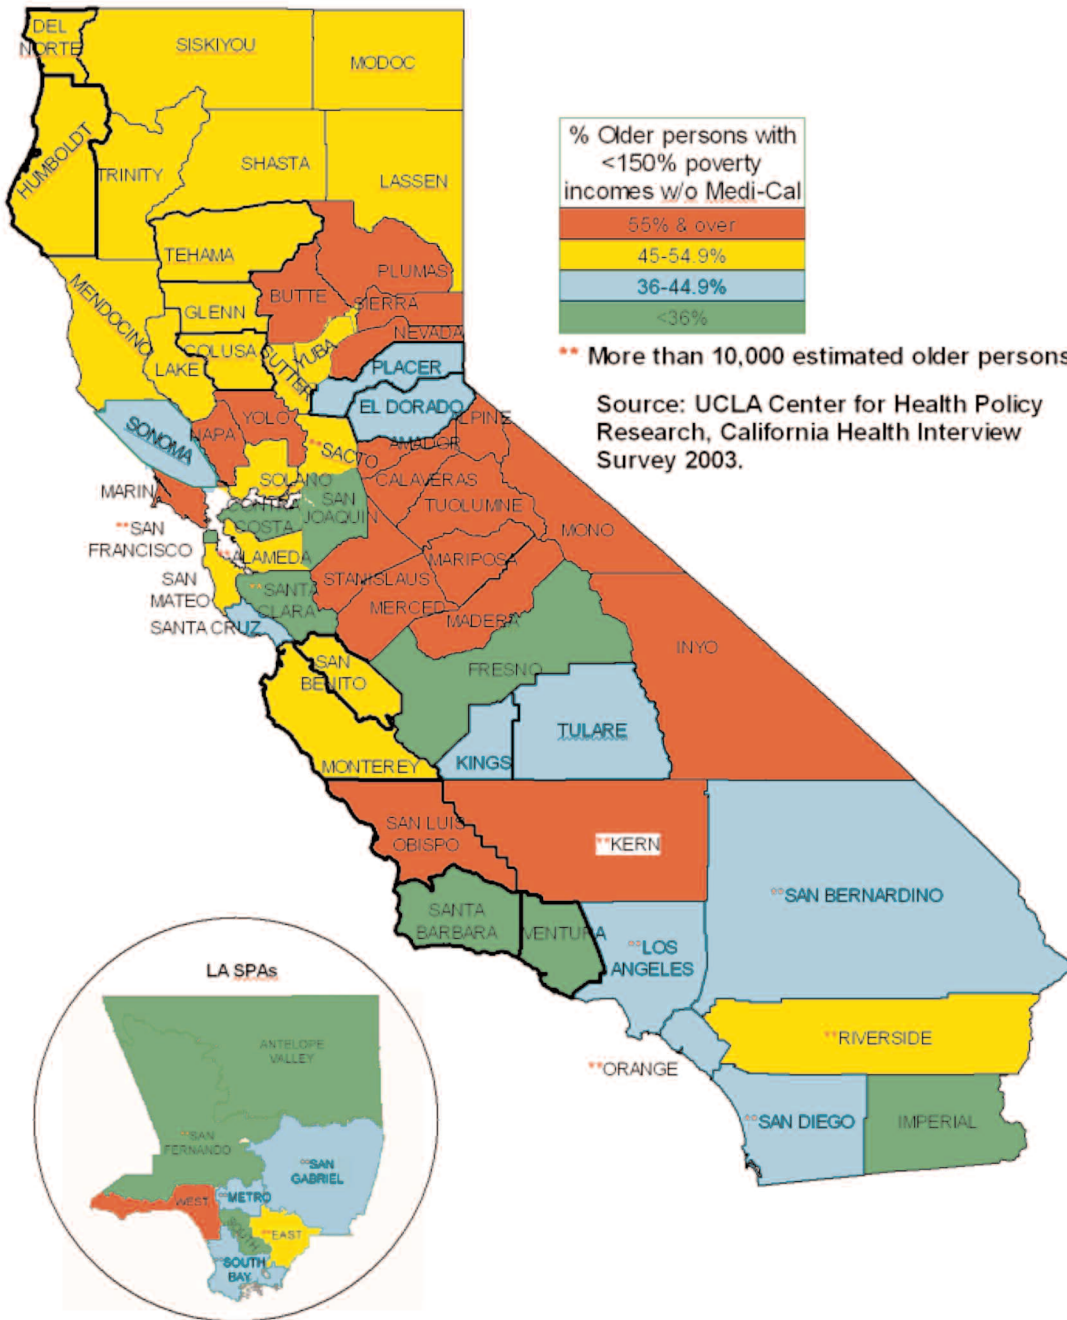 DEL
NORTE
SISKIYOU
MODOC
HUMBOLDT
TRINITY
SHASTA
LASSEN
% Older persons with
<150% poverty
incomes w/o Medi-Cal
55% & over
45-54.9%
36-44.9%
<36%
** More than 10,000 estimated older persons
Source: UCLA Center for Health Policy
Research, California Health Interview
Survey 2003.
TEHAMA
PLUMAS
MENDOCINO
GLENN
BUTTE
SIERRA
NEVADA
LAKE
COLUSA
SUTTER
YUBA
PLACER
EL DORADO
SONOMA
NAPA
YOLO
**SACTO
ALPINE
AMADOR
SOLANO
CALAVERAS
MARIN
CONTRA
COSTA
SAN
JOAQUIN
TUOLUMNE
MONO
**SAN
FRANCISCO
**ALAMEDA
MARIPOSA
SAN
MATEO
**SANTA
CLARA
STANISLAUS
MERCED
MADERA
SANTA CRUZ
SAN
BENITO
FRESNO
INYO
TULARE
KINGS
MONTEREY
SAN LUIS
OBISPO
**KERN
**SAN BERNARDINO
SANTA
BARBARA
VENTURA
**LOS
ANGELES
**RIVERSIDE
**ORANGE
**SAN DIEGO
IMPERIAL
LA SPAs
ANTELOPE
VALLEY
**SAN
FERNANDO
**SAN
GABRIEL
WEST
**METRO
SOUTH
**EAST
**SOUTH
BAY